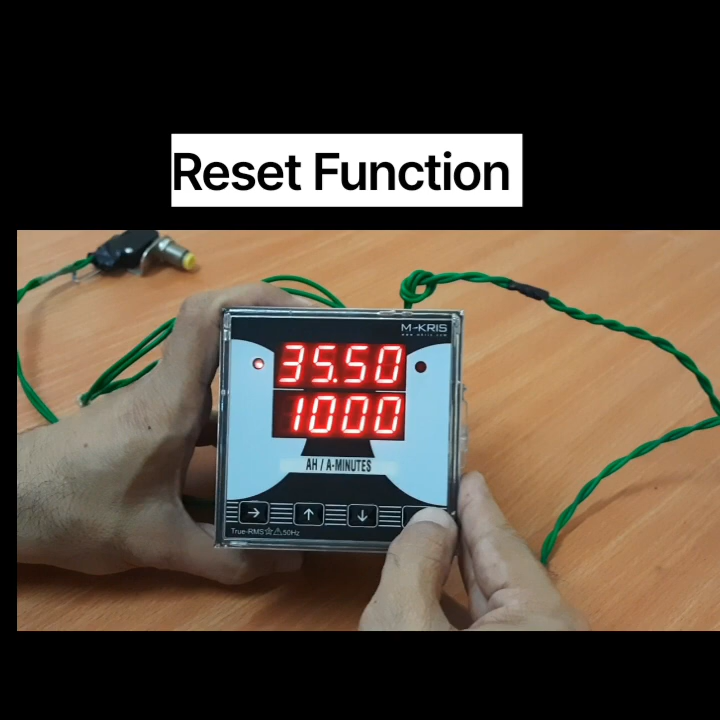 Reset Function
M-KRIS
35.50
1000
AH / A-MINUTES
→ ↑ ↓
True-RMS 50Hz